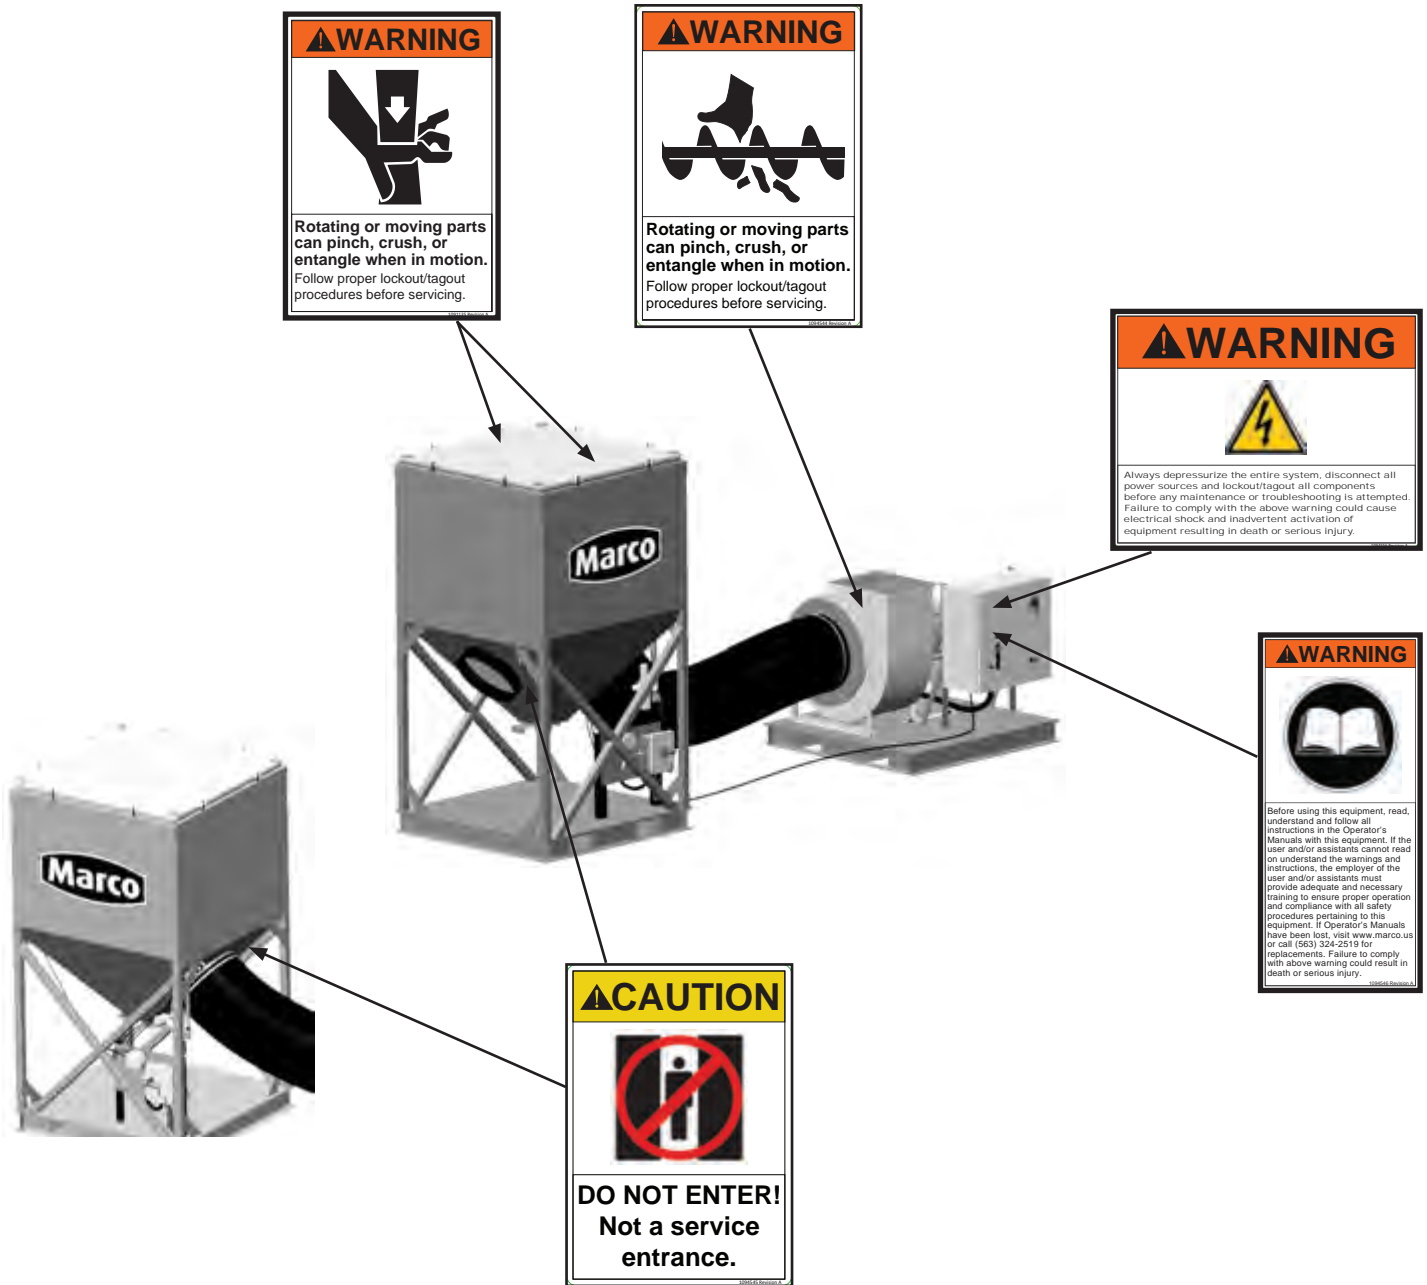 WARNING
Rotating or moving parts
can pinch, crush, or
entangle when in motion.
Follow proper lockout/tagout
procedures before servicing.
WARNING
Rotating or moving parts
can pinch, crush, or
entangle when in motion.
Follow proper lockout/tagout
procedures before servicing.
1094544 Revision A
WARNING
Always depressurize the entire system, disconnect all
power sources and lockout/tagout all components
before any maintenance or troubleshooting is attempted.
Failure to comply with the above warning could cause
electrical shock and inadvertent activation of
equipment resulting in death or serious injury.
Marco
WARNING
Before using this equipment, read,
understand and follow all
instructions in the Operator's
Manuals with this equipment. If the
user and/or assistants cannot read
on understand the warnings and
instructions, the employer of the
user and/or assistants must
provide adequate and necessary
training to ensure proper operation
and compliance with all safety
procedures pertaining to this
equipment. If Operator's Manuals
have been lost, visit www.marco.us
or call (563) 324-2519 for
replacements. Failure to comply
with above warning could result in
death or serious injury.
1094546 Revision A
Marco
CAUTION
DO NOT ENTER!
Not a service
entrance.
1094545 Revision A